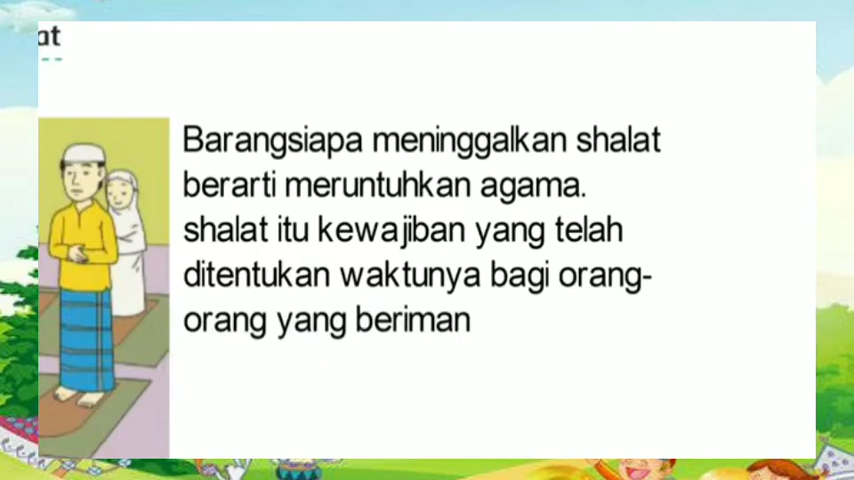 at
Barangsiapa meninggalkan shalat
berarti meruntuhkan agama.
shalat itu kewajiban yang telah
ditentukan waktunya bagi orang-
orang yang beriman